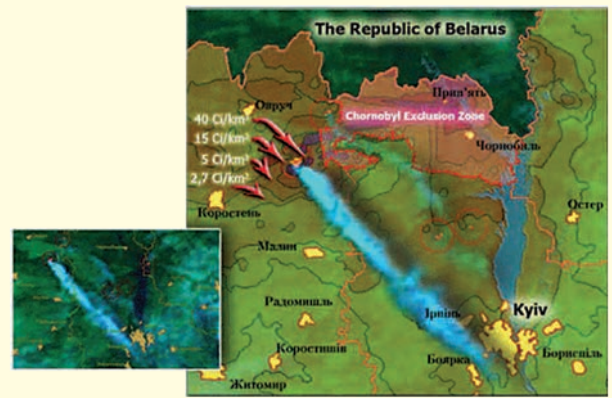 The Republic of Belarus
Прип'ять
Овруч
Chornobyl Exclusion Zone
40 Ci/km²
15 Ci/km²
Чорнобиль
5 Ci/km²
2,7 Ci/km²
Коростень
Остер
Малин
Радомишль
Ірпінь
Kyiv
Коростишів
Боярка
Бориспіль
Житомир